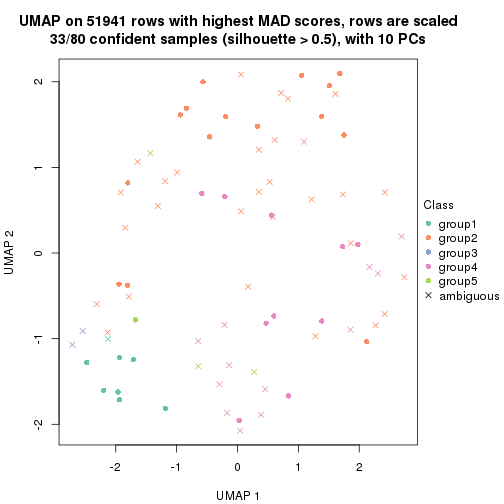 UMAP on 51941 rows with highest MAD scores, rows are scaled
33/80 confident samples (silhouette > 0.5), with 10 PCs
UMAP 2
2
1
0
-1
-2
-2
-1
0
1
2
UMAP 1
Class
group1
group2
group3
group4
group5
ambiguous